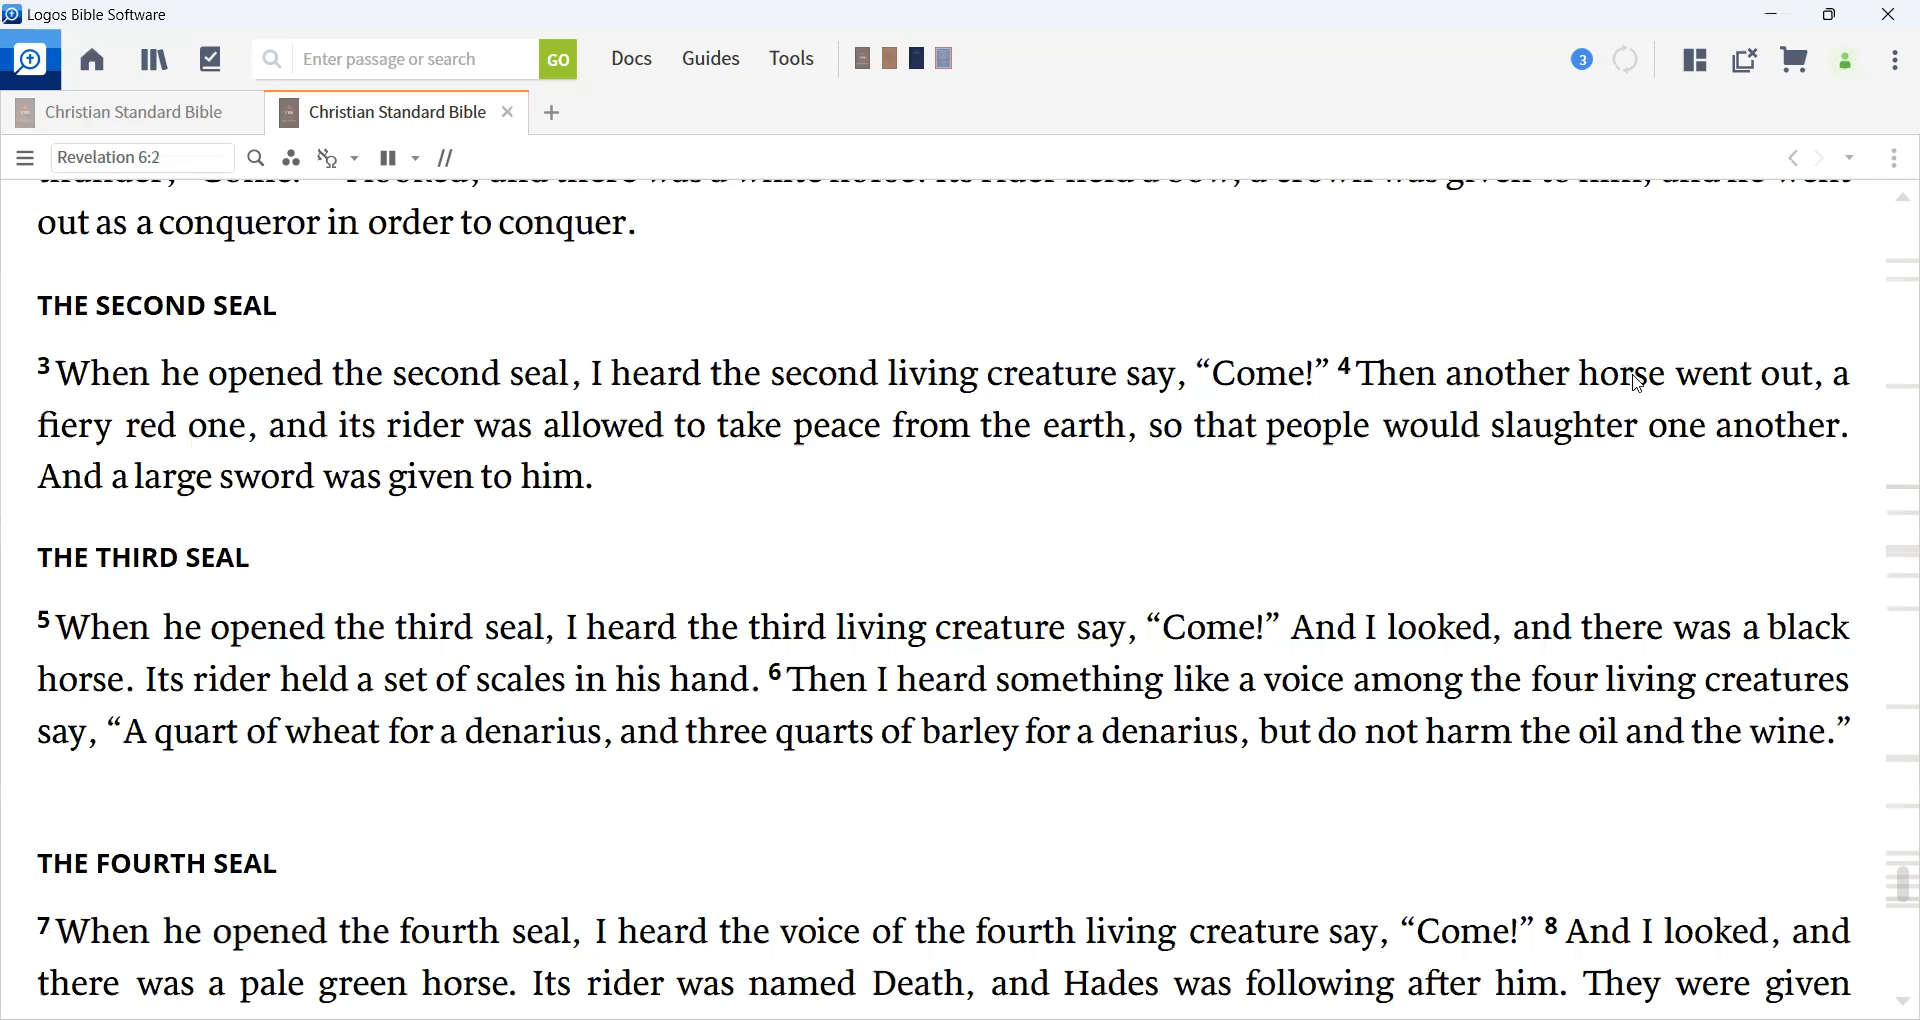 Logos Bible Software
Enter passage or search GO Docs Guides Tools 3
Christian Standard Bible Christian Standard Bible
Revelation 6:2
out as a conqueror in order to conquer.
THE SECOND SEAL
3 When he opened the second seal, I heard the second living creature say, “Come!” 4 Then another horse went out, a
fiery red one, and its rider was allowed to take peace from the earth, so that people would slaughter one another.
And a large sword was given to him.
THE THIRD SEAL
5 When he opened the third seal, I heard the third living creature say, “Come!” And I looked, and there was a black
horse. Its rider held a set of scales in his hand. 6 Then I heard something like a voice among the four living creatures
say, “A quart of wheat for a denarius, and three quarts of barley for a denarius, but do not harm the oil and the wine.”
THE FOURTH SEAL
7 When he opened the fourth seal, I heard the voice of the fourth living creature say, “Come!” 8 And I looked, and
there was a pale green horse. Its rider was named Death, and Hades was following after him. They were given